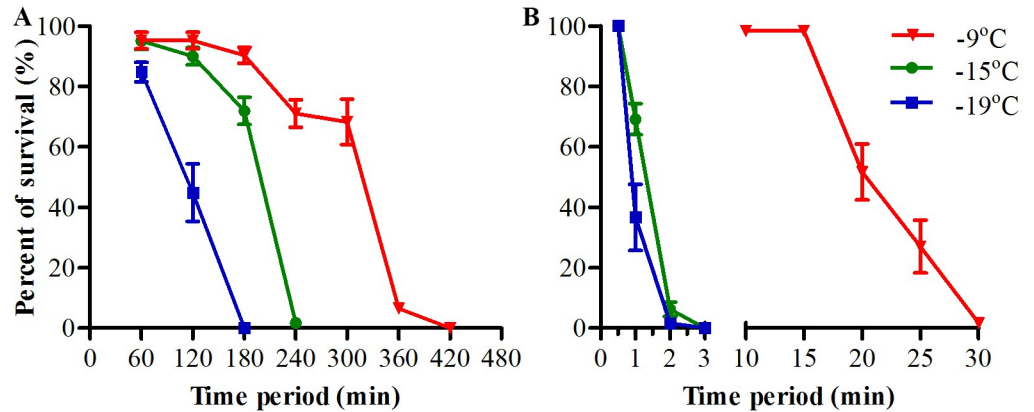 A
B
Percent of survival (%)
100
80
60
40
20
0
0 60 120 180 240 300 360 420 480
Time period (min)
100
80
60
40
20
0
0 1 2 3 10 15 20 25 30
Time period (min)
-9°C
-15°C
-19°C